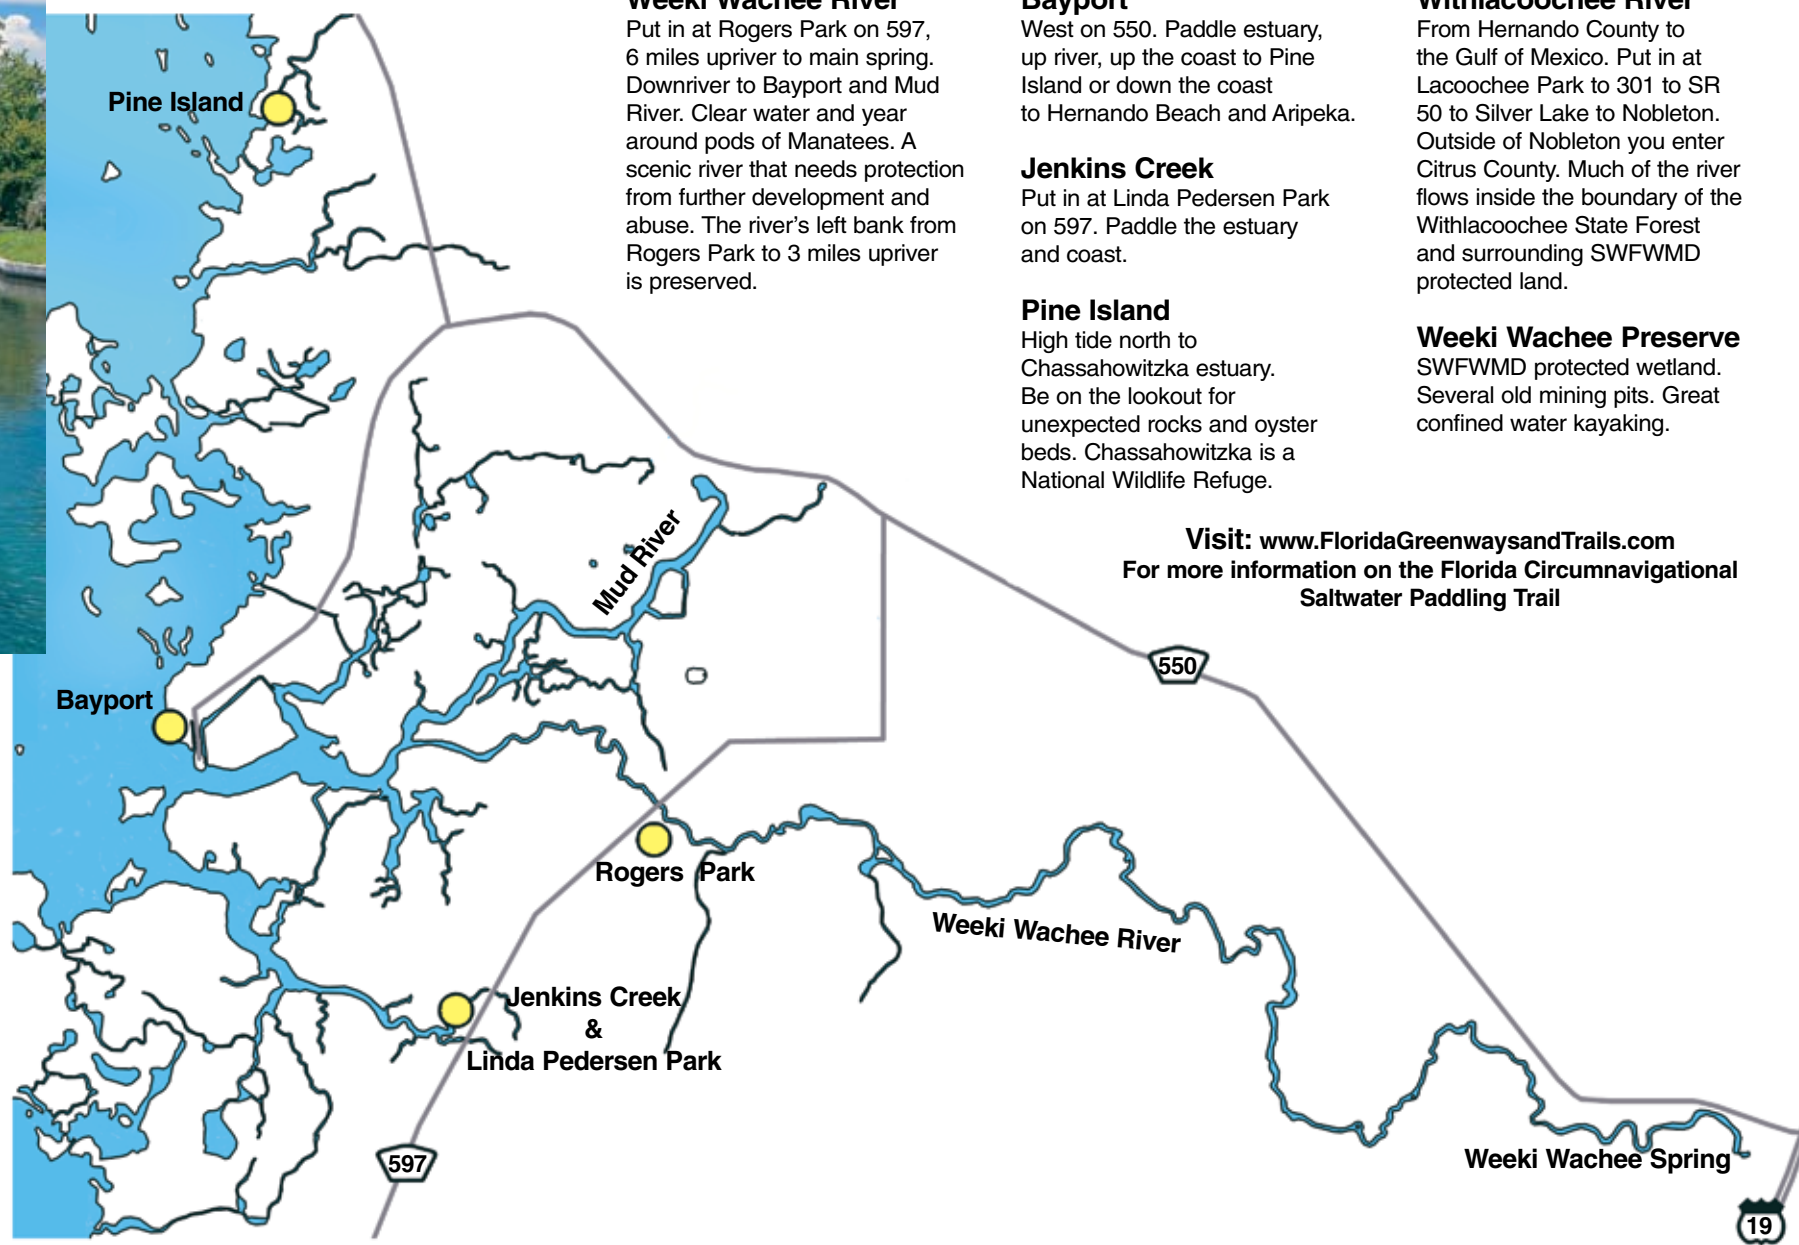 Weeki Wachee River
Put in at Rogers Park on 597,
6 miles upriver to main spring.
Downriver to Bayport and Mud
River. Clear water and year
around pods of Manatees. A
scenic river that needs protection
from further development and
abuse. The river’s left bank from
Rogers Park to 3 miles upriver
is preserved.
Bayport
West on 550. Paddle estuary,
up river, up the coast to Pine
Island or down the coast
to Hernando Beach and Aripeka.
Jenkins Creek
Put in at Linda Pedersen Park
on 597. Paddle the estuary
and coast.
Pine Island
High tide north to
Chassahowitzka estuary.
Be on the lookout for
unexpected rocks and oyster
beds. Chassahowitzka is a
National Wildlife Refuge.
Withlacoochee River
From Hernando County to
the Gulf of Mexico. Put in at
Lacoochee Park to 301 to SR
50 to Silver Lake to Nobleton.
Outside of Nobleton you enter
Citrus County. Much of the river
flows inside the boundary of the
Withlacoochee State Forest
and surrounding SWFWMD
protected land.
Weeki Wachee Preserve
SWFWMD protected wetland.
Several old mining pits. Great
confined water kayaking.
Visit: www.FloridaGreenwaysandTrails.com
For more information on the Florida Circumnavigational
Saltwater Paddling Trail
Pine Island
Mud River
550
Bayport
Rogers Park
Weeki Wachee River
Jenkins Creek
&
Linda Pedersen Park
597
Weeki Wachee Spring
19